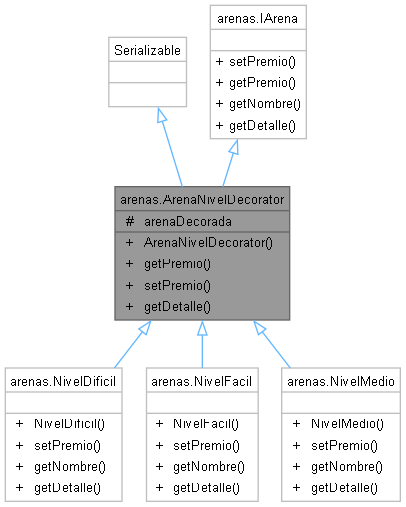 arenas.IArena
+ setPremio()
+ getPremio()
+ getNombre()
+ getDetalle()
Serializable
arenas.ArenaNivelDecorator
# arenaDecorada
+ ArenaNivelDecorator()
+ getPremio()
+ setPremio()
+ getDetalle()
arenas.NivelDificil
+ NivelDificil()
+ setPremio()
+ getNombre()
+ getDetalle()
arenas.NivelFacil
+ NivelFacil()
+ setPremio()
+ getNombre()
+ getDetalle()
arenas.NivelMedio
+ NivelMedio()
+ setPremio()
+ getNombre()
+ getDetalle()